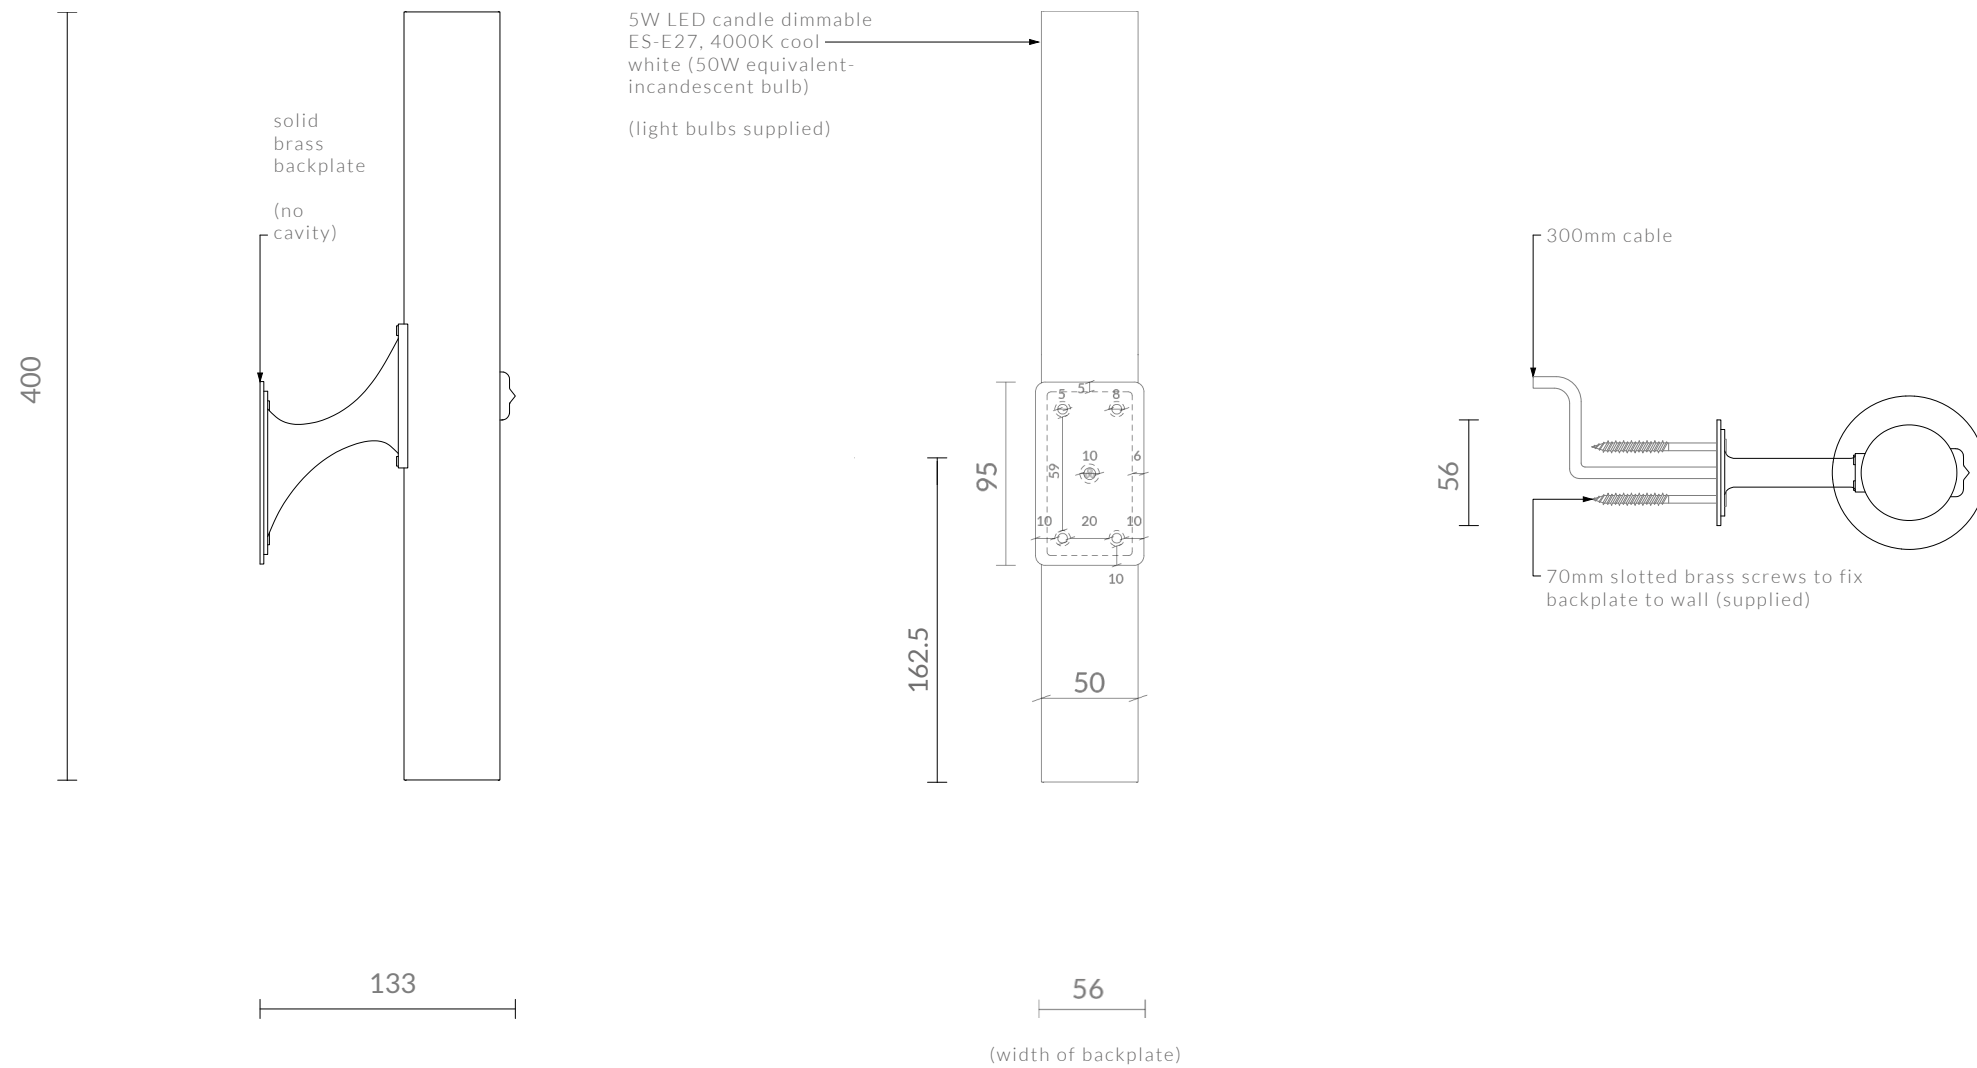 400
solid
brass
backplate
(no
cavity)
133
5W LED candle dimmable
ES-E27, 4000K cool
white (50W equivalent-
incandescent bulb)
(light bulbs supplied)
95
162.5
5
5
8
59
10
6
10
20
10
10
50
56
(width of backplate)
300mm cable
56
70mm slotted brass screws to fix
backplate to wall (supplied)